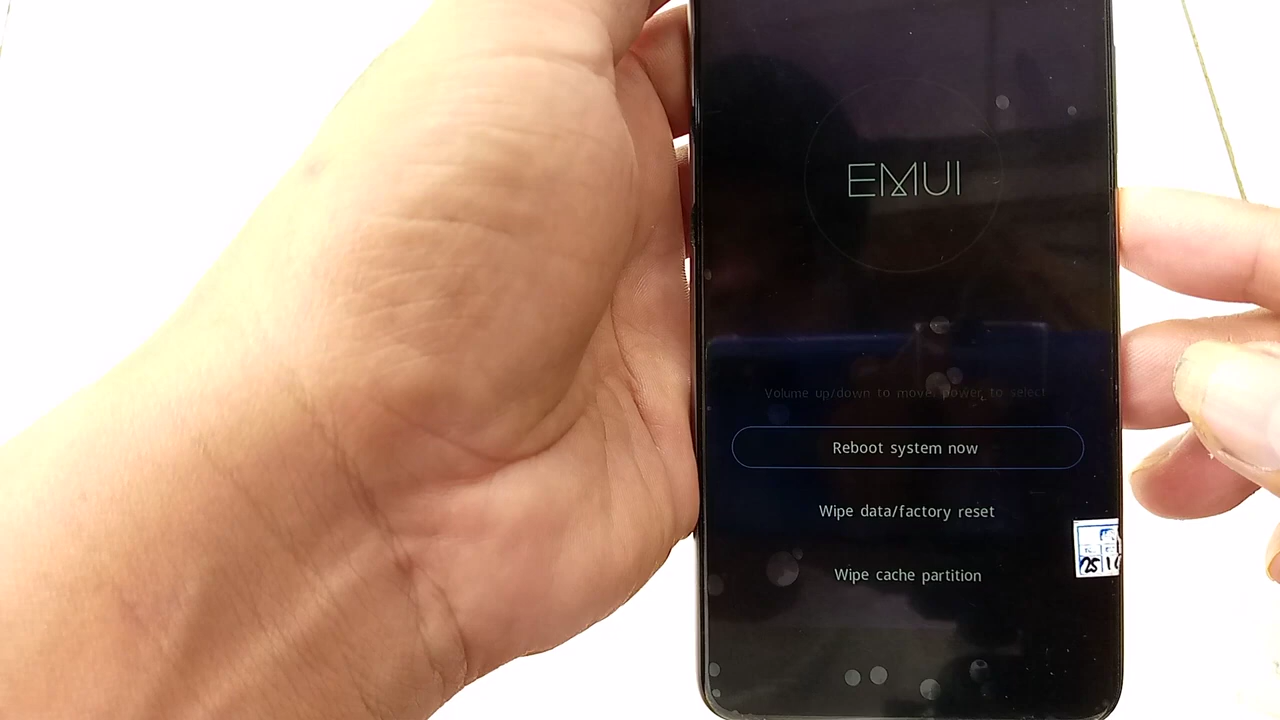 EMUI
Volume up/down to move, power to select
Reboot system now
Wipe data/factory reset
Wipe cache partition
25